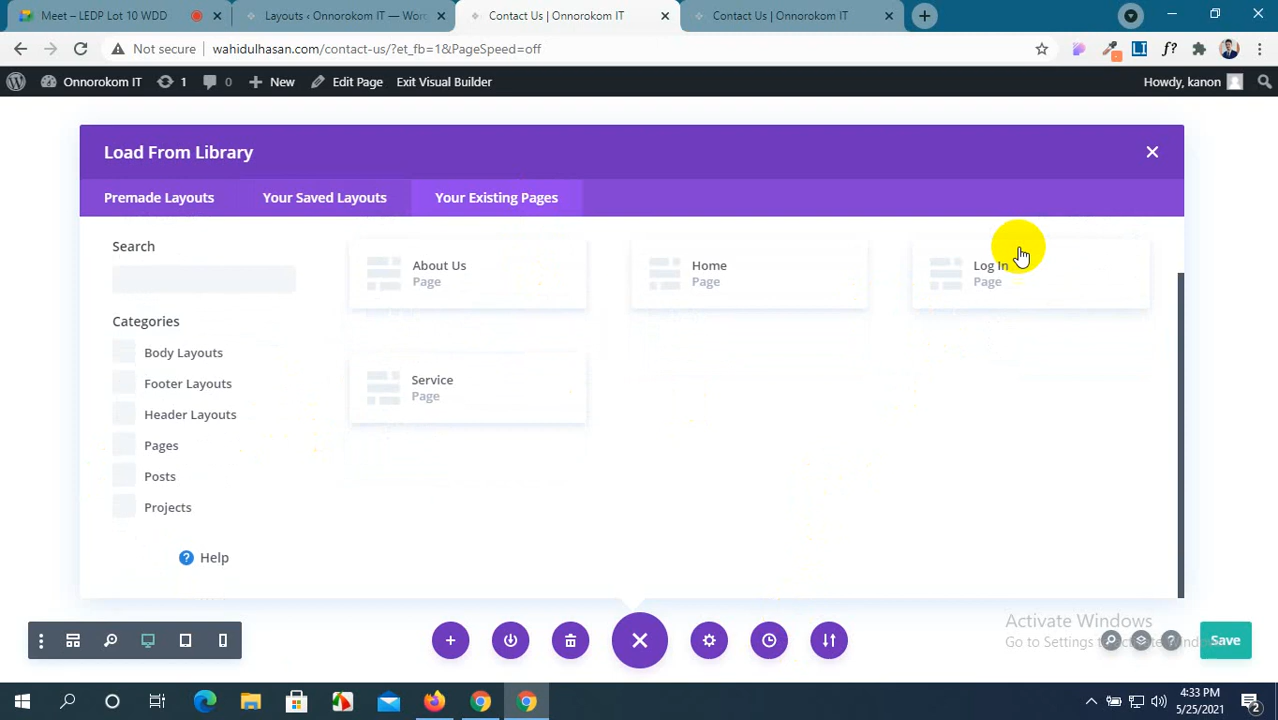 Meet – LEDP Lot 10 WDD
Layouts ‹ Onnorokom IT — Wor
Contact Us | Onnorokom IT
Contact Us | Onnorokom IT
Not secure
wahidulhasan.com/contact-us/?et_fb=1&PageSpeed=off
Onnorokom IT
1
0
New
Edit Page
Exit Visual Builder
Howdy, kanon
Load From Library
Premade Layouts
Your Saved Layouts
Your Existing Pages
Search
About Us
Page
Home
Page
Log In
Page
Categories
Body Layouts
Footer Layouts
Header Layouts
Pages
Posts
Projects
Service
Page
Help
Activate Windows
Go to Settings to
Save
4:33 PM
5/25/2021
2